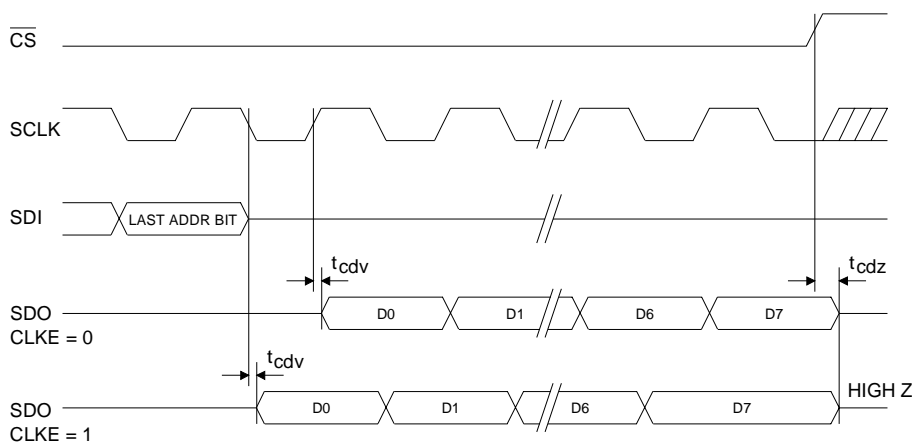 CS
SCLK
SDI
LAST ADDR BIT
tcdv
tcdz
SDO
CLKE = 0
D0
D1
D6
D7
tcdv
SDO
CLKE = 1
D0
D1
D6
D7
HIGH Z